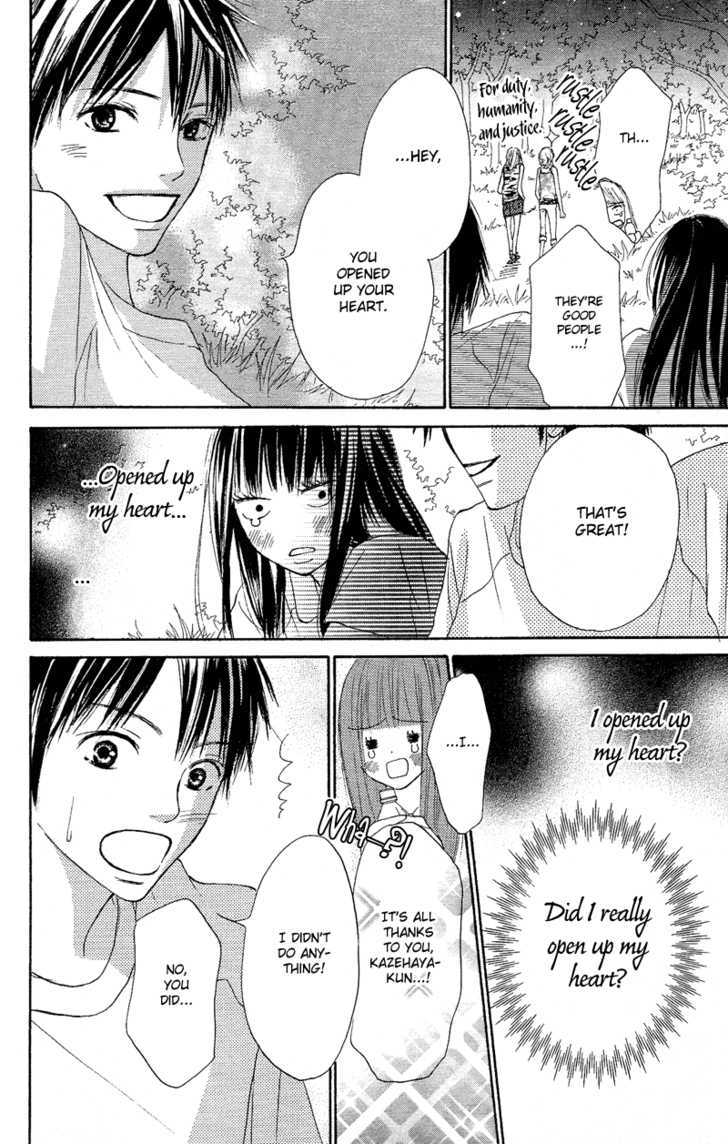 TH...
For duty,
humanity,
and justice.
rustle
rustle
rustle
THEY'RE
GOOD
PEOPLE
...!
...HEY,
YOU
OPENED
UP YOUR
HEART.
THAT'S
GREAT!
...Opened up
my heart...
...
I opened up
my heart?
Did I really
open up my
heart?
...I...
IT'S ALL
THANKS
TO YOU,
KAZEHAYA-
KUN...!
WhA-?!
I DIDN'T
DO ANY-
THING!
NO,
YOU
DID...